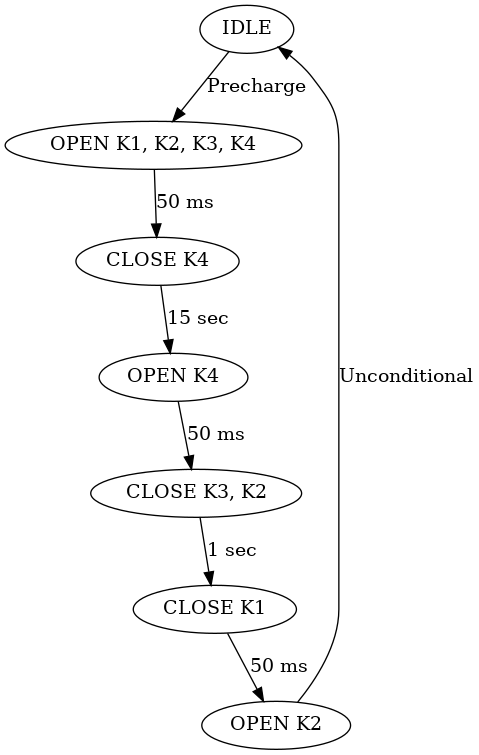 IDLE
Precharge
OPEN K1, K2, K3, K4
50 ms
CLOSE K4
15 sec
OPEN K4
Unconditional
50 ms
CLOSE K3, K2
1 sec
CLOSE K1
50 ms
OPEN K2